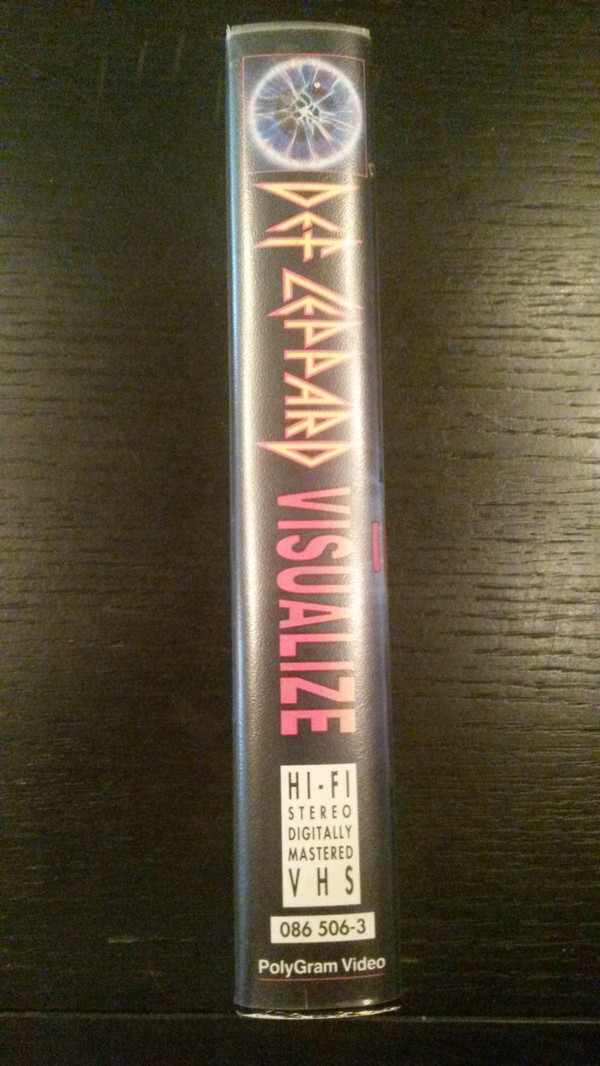 DEF LEPPARD
VISUALIZE
HI-FI
STEREO
DIGITALLY
MASTERED
VHS
086 506-3
PolyGram Video